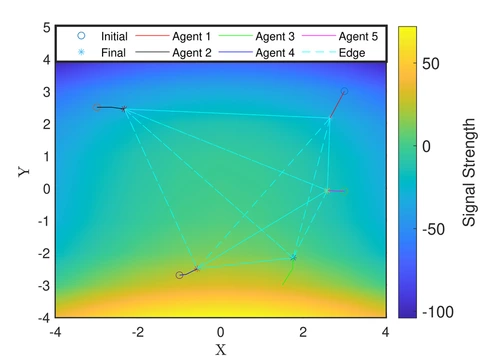 Initial Agent 1 Agent 3 Agent 5
Final Agent 2 Agent 4 Edge
5
4
3
2
1
0
-1
-2
-3
-4
Y
-4 -2 0 2 4
X
50
0
-50
-100
Signal Strength